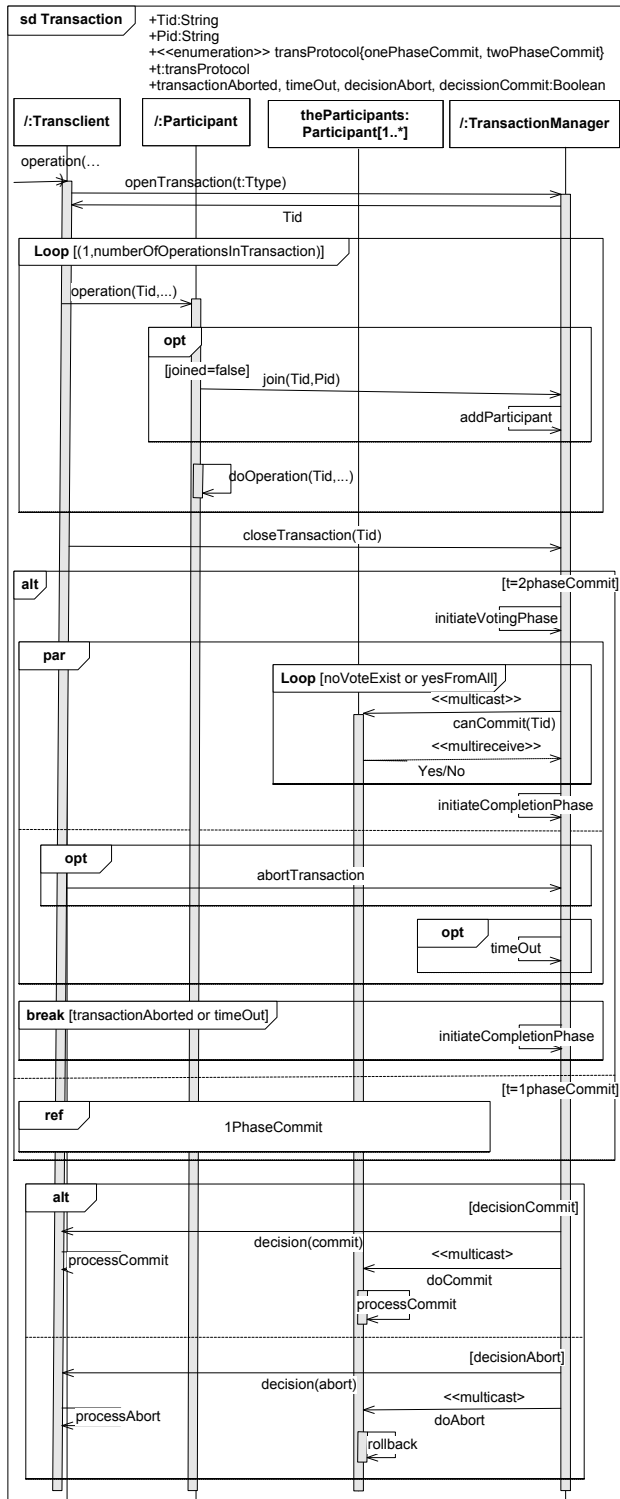 sd Transaction
+Tid:String
+Pid:String
+<<enumeration>> transProtocol{onePhaseCommit, twoPhaseCommit}
+t:transProtocol
+transactionAborted, timeOut, decisionAbort, decissionCommit:Boolean
/:Transclient
/:Participant
theParticipants:
Participant[1..*]
/:TransactionManager
operation(…
openTransaction(t:Ttype)
Tid
Loop [(1,numberOfOperationsInTransaction)]
operation(Tid,...)
opt
[joined=false]
join(Tid,Pid)
addParticipant
doOperation(Tid,...)
closeTransaction(Tid)
alt
[t=2phaseCommit]
initiateVotingPhase
par
Loop [noVoteExist or yesFromAll]
<<multicast>>
canCommit(Tid)
<<multireceive>>
Yes/No
initiateCompletionPhase
opt
abortTransaction
opt
timeOut
break [transactionAborted or timeOut]
initiateCompletionPhase
[t=1phaseCommit]
ref
1PhaseCommit
alt
[decisionCommit]
decision(commit)
processCommit
<<multicast>>
doCommit
processCommit
[decisionAbort]
decision(abort)
processAbort
<<multicast>>
doAbort
rollback